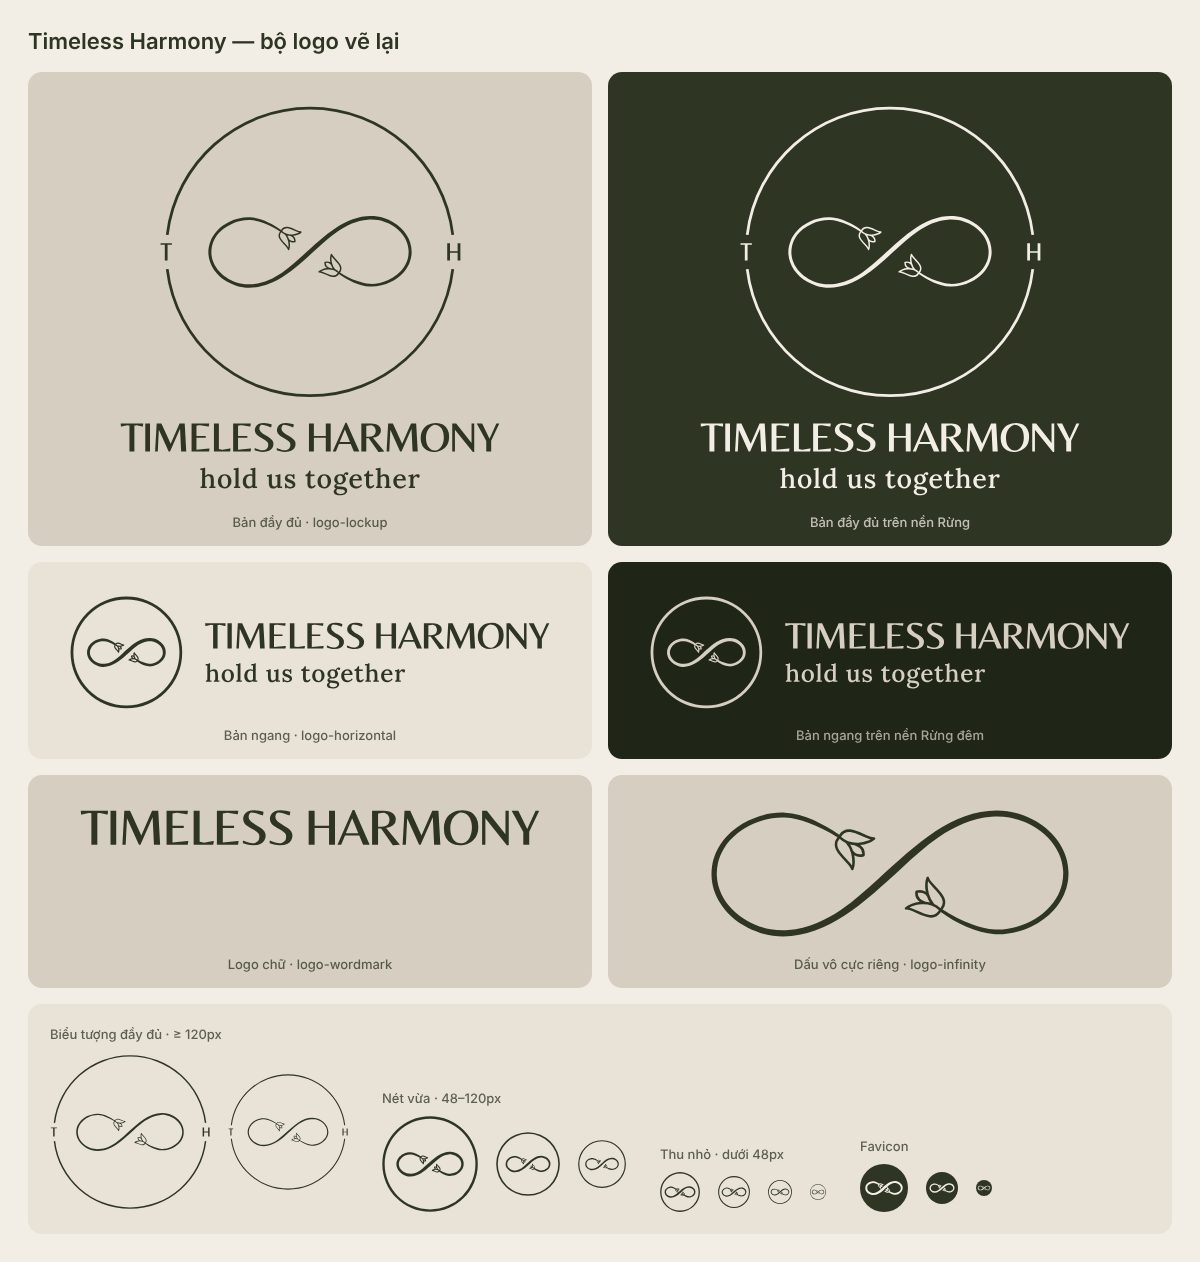 Timeless Harmony — bộ logo vẽ lại
T H
TIMELESS HARMONY
hold us together
Bản đầy đủ · logo-lockup
T H
TIMELESS HARMONY
hold us together
Bản đầy đủ trên nền Rừng
TIMELESS HARMONY
hold us together
Bản ngang · logo-horizontal
TIMELESS HARMONY
hold us together
Bản ngang trên nền Rừng đêm
TIMELESS HARMONY
Logo chữ · logo-wordmark
Dấu vô cực riêng · logo-infinity
Biểu tượng đầy đủ · ≥ 120px
T H
T H
Nét vừa · 48–120px
Thu nhỏ · dưới 48px
Favicon